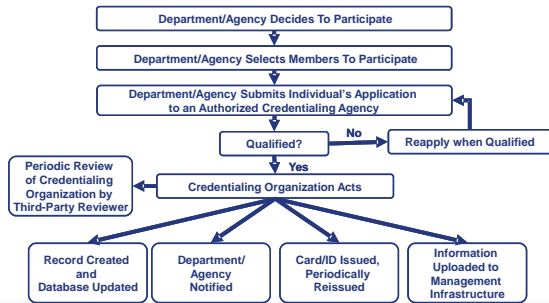 Department/Agency Decides To Participate
Department/Agency Selects Members To Participate
Department/Agency Submits Individual's Application
to an Authorized Credentialing Agency
Qualified?
No
Reapply when Qualified
Yes
Periodic Review
of Credentialing
Organization by
Third-Party Reviewer
Credentialing Organization Acts
Record Created
and
Database Updated
Department/
Agency
Notified
Card/ID Issued,
Periodically
Reissued
Information
Uploaded to
Management
Infrastructure